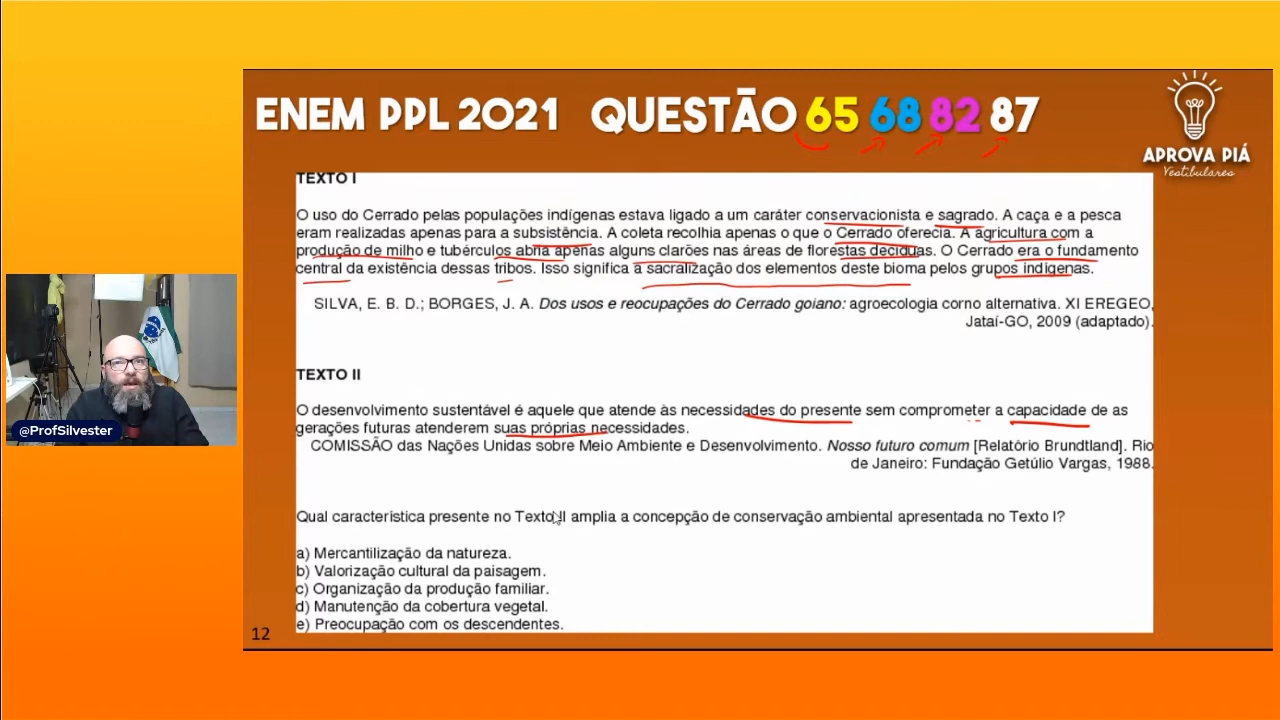 ENEM PPL 2021 QUESTÃO 65 68 82 87
APROVA PIÁ
Vestibulares
TEXTO I
O uso do Cerrado pelas populações indígenas estava ligado a um caráter conservacionista e sagrado. A caça e a pesca
eram realizadas apenas para a subsistência. A coleta recolhia apenas o que o Cerrado oferecia. A agricultura com a
produção de milho e tubérculos abria apenas alguns clarões nas áreas de florestas deciduas. O Cerrado era o fundamento
central da existência dessas tribos. Isso significa a sacralização dos elementos deste bioma pelos grupos indígenas.
SILVA, E. B. D.; BORGES, J. A. Dos usos e reocupações do Cerrado goiano: agroecologia corno alternativa. XI EREGEO,
Jataí-GO, 2009 (adaptado).
TEXTO II
O desenvolvimento sustentável é aquele que atende às necessidades do presente sem comprometer a capacidade de as
gerações futuras atenderem suas próprias necessidades.
COMISSÃO das Nações Unidas sobre Meio Ambiente e Desenvolvimento. Nosso futuro comum [Relatório Brundtland]. Rio
de Janeiro: Fundação Getúlio Vargas, 1988.
@ProfSilvester
Qual característica presente no Texto II amplia a concepção de conservação ambiental apresentada no Texto I?
a) Mercantilização da natureza.
b) Valorização cultural da paisagem.
c) Organização da produção familiar.
d) Manutenção da cobertura vegetal.
e) Preocupação com os descendentes.
12